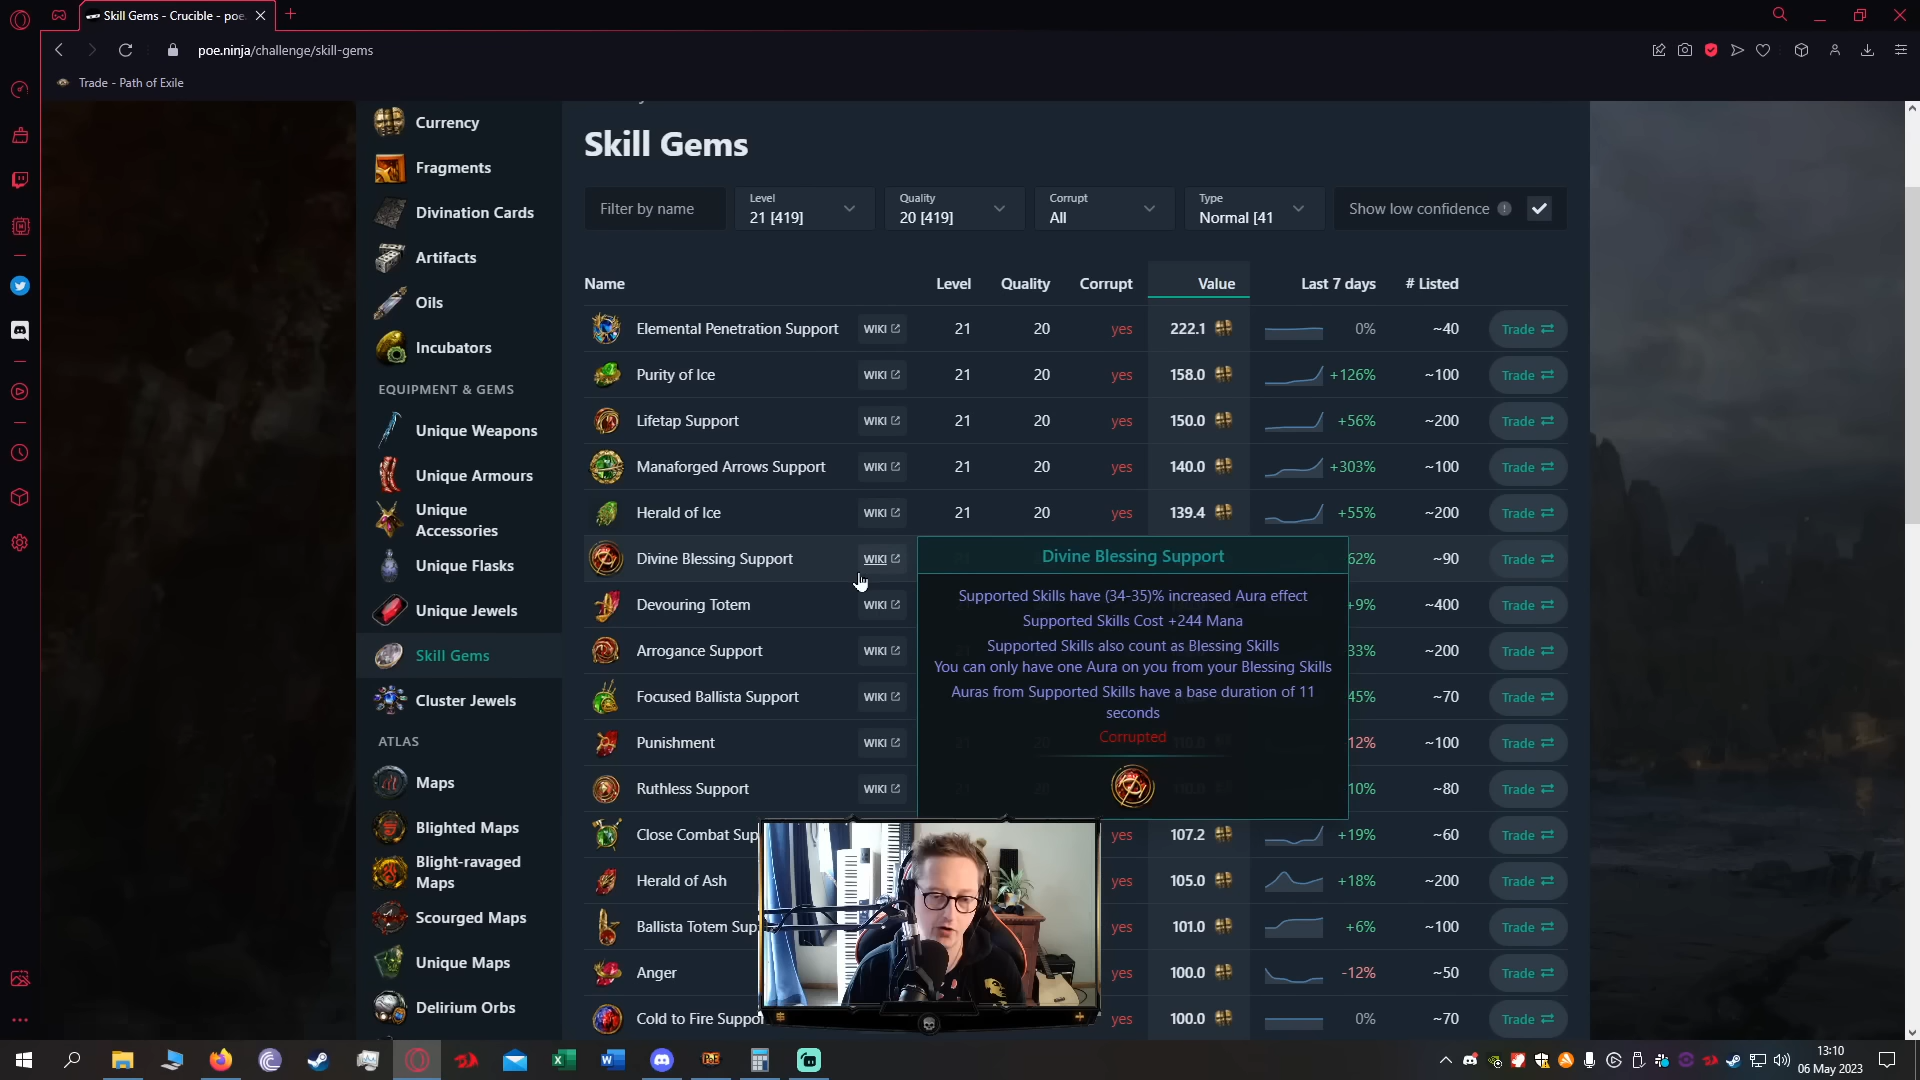 Skill Gems - Crucible - poe.
poe.ninja/challenge/skill-gems
Trade - Path of Exile
Currency
Fragments
Divination Cards
Artifacts
Oils
Incubators
EQUIPMENT & GEMS
Unique Weapons
Unique Armours
Unique
Accessories
Unique Flasks
Unique Jewels
Skill Gems
Cluster Jewels
ATLAS
Maps
Blighted Maps
Blight-ravaged
Maps
Scourged Maps
Unique Maps
Delirium Orbs
Skill Gems
Filter by name
Level
21 [419]
Quality
20 [419]
Corrupt
All
Type
Normal [41
Show low confidence
Name Level Quality Corrupt Value Last 7 days # Listed
Elemental Penetration Support WIKI 21 20 yes 222.1 0% ~40 Trade
Purity of Ice WIKI 21 20 yes 158.0 +126% ~100 Trade
Lifetap Support WIKI 21 20 yes 150.0 +56% ~200 Trade
Manaforged Arrows Support WIKI 21 20 yes 140.0 +303% ~100 Trade
Herald of Ice WIKI 21 20 yes 139.4 +55% ~200 Trade
Divine Blessing Support WIKI 62% ~90 Trade
Devouring Totem WIKI +9% ~400 Trade
Arrogance Support WIKI 33% ~200 Trade
Focused Ballista Support WIKI 45% ~70 Trade
Punishment WIKI 12% ~100 Trade
Ruthless Support WIKI 10% ~80 Trade
Close Combat Sup yes 107.2 +19% ~60 Trade
Herald of Ash yes 105.0 +18% ~200 Trade
Ballista Totem Sup yes 101.0 +6% ~100 Trade
Anger yes 100.0 -12% ~50 Trade
Cold to Fire Suppo yes 100.0 0% ~70 Trade
Divine Blessing Support
Supported Skills have (34-35)% increased Aura effect
Supported Skills Cost +244 Mana
Supported Skills also count as Blessing Skills
You can only have one Aura on you from your Blessing Skills
Auras from Supported Skills have a base duration of 11
seconds
Corrupted
13:10
06 May 2023